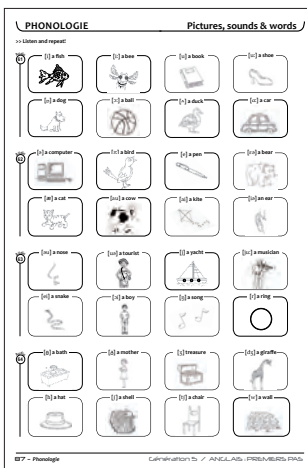 PHONOLOGIE Pictures, sounds & words
>> Listen and repeat!
61
[ɪ] a fish [iː] a bee [ʊ] a book [uː] a shoe
[ɒ] a dog [ɔː] a ball [ʌ] a duck [ɑː] a car
62
[ə] a computer [ɜː] a bird [e] a pen [eə] a bear
[æ] a cat [aʊ] a cow [aɪ] a kite [ɪə] an ear
63
[əʊ] a nose [ʊə] a tourist [j] a yacht [juː] a musician
[eɪ] a snake [ɔɪ] a boy [ŋ] a song [r] a ring
64
[θ] a bath [ð] a mother [ʒ] treasure [dʒ] a giraffe
[h] a hat [ʃ] a shell [tʃ] a chair [w] a wall
87 – Phonologie Génération 5 / ANGLAIS : PREMIERS PAS